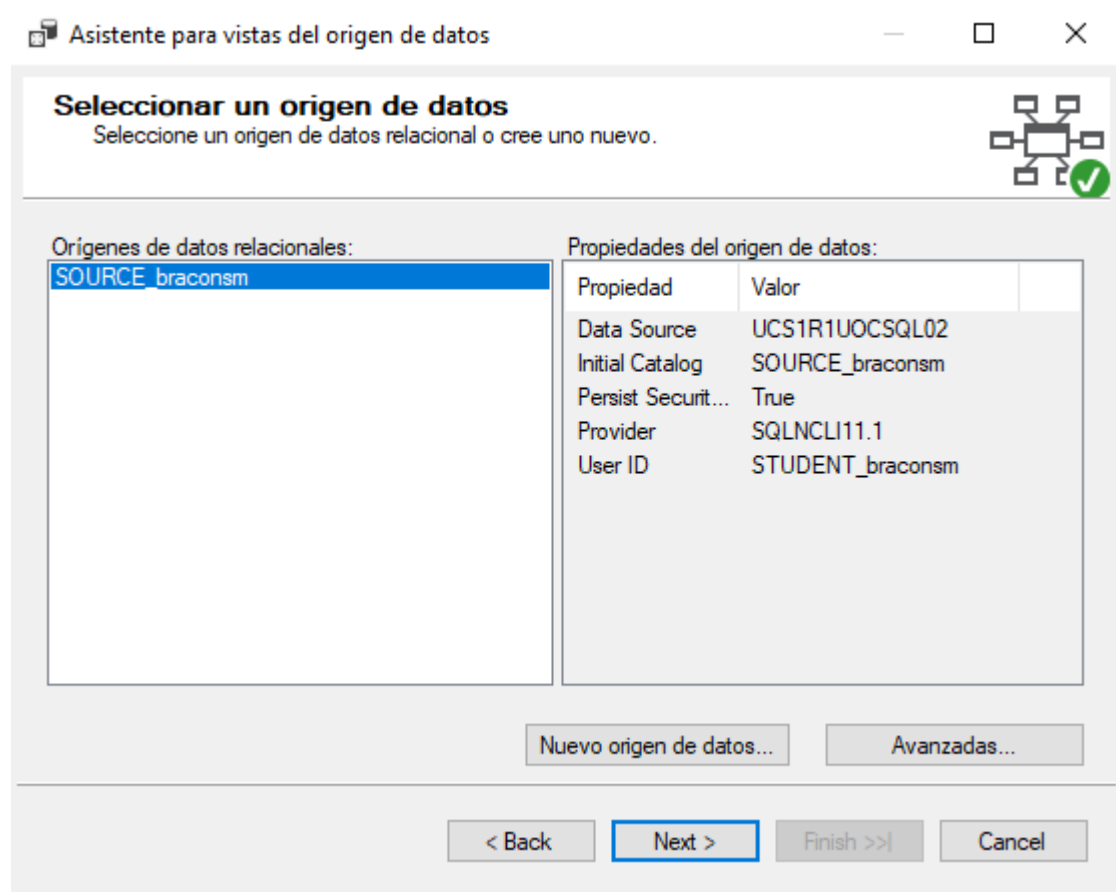 Asistente para vistas del origen de datos
Seleccionar un origen de datos
Seleccione un origen de datos relacional o cree uno nuevo.
Orígenes de datos relacionales:
SOURCE_braconsm
Propiedades del origen de datos:
Propiedad Valor
Data Source UCS1R1UOCSQL02
Initial Catalog SOURCE_braconsm
Persist Securit... True
Provider SQLNCLI11.1
User ID STUDENT_braconsm
Nuevo origen de datos... Avanzadas...
< Back Next > Finish >>| Cancel